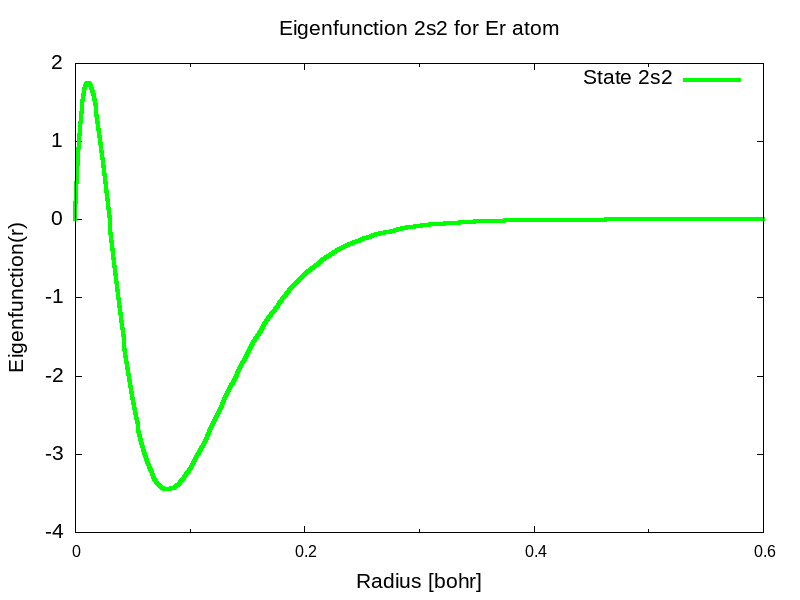 Eigenfunction 2s2 for Er atom
State 2s2
2
1
0
-1
-2
-3
-4
Eigenfunction(r)
0 0.2 0.4 0.6
Radius [bohr]